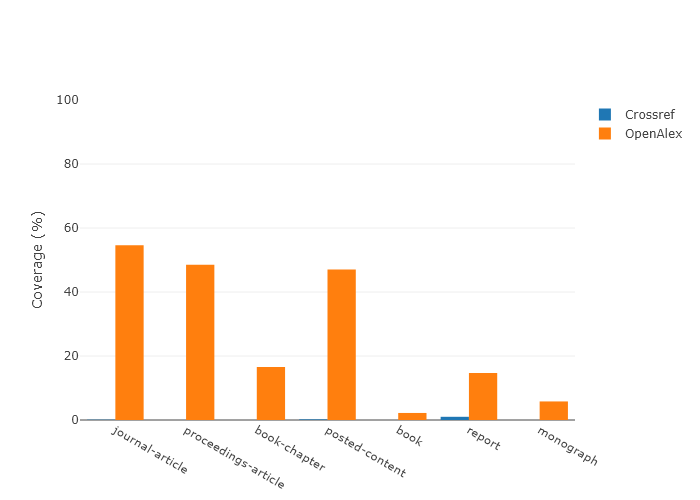 100
80
60
40
20
0
Coverage (%)
journal-article
proceedings-article
book-chapter
posted-content
book
report
monograph
Crossref
OpenAlex